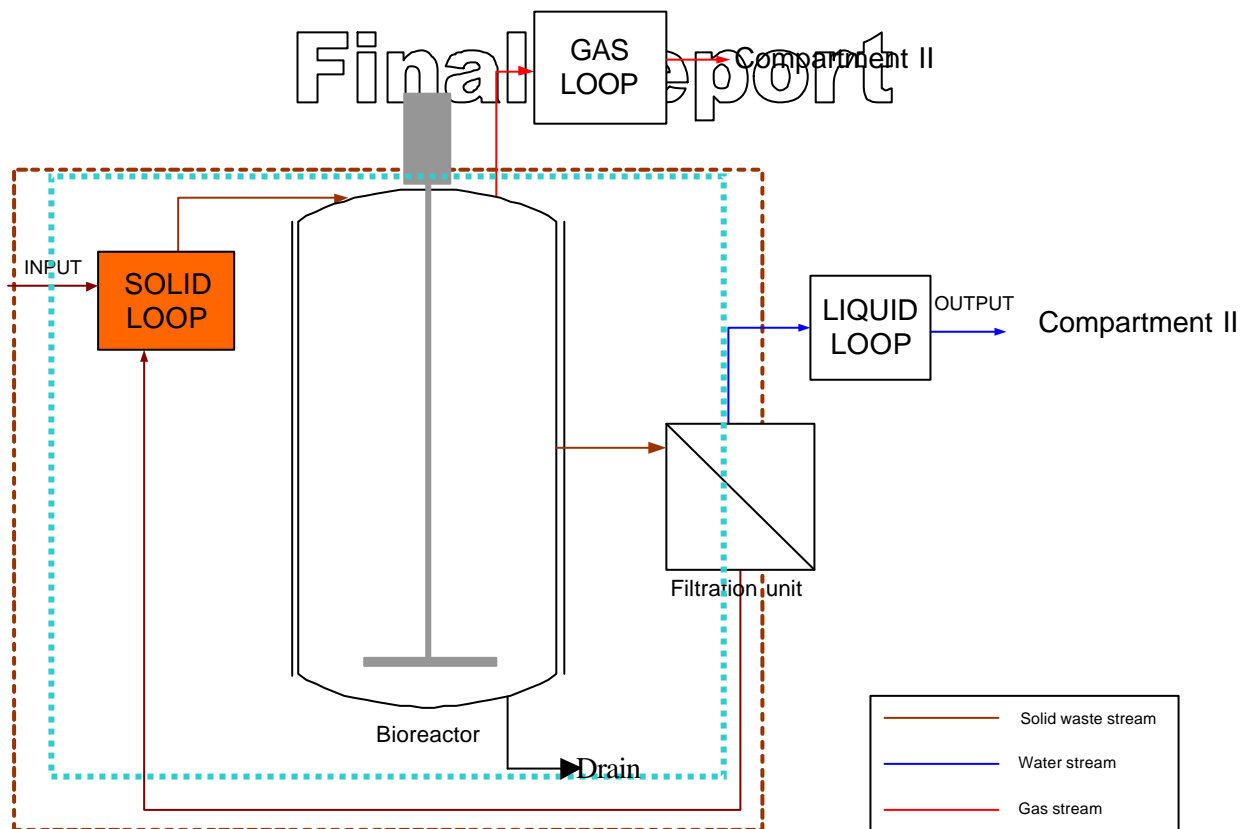 Final Report
GAS
LOOP
Compartment II
INPUT
SOLID
LOOP
LIQUID
LOOP
OUTPUT
Compartment II
Filtration unit
Bioreactor
Drain
Solid waste stream
Water stream
Gas stream